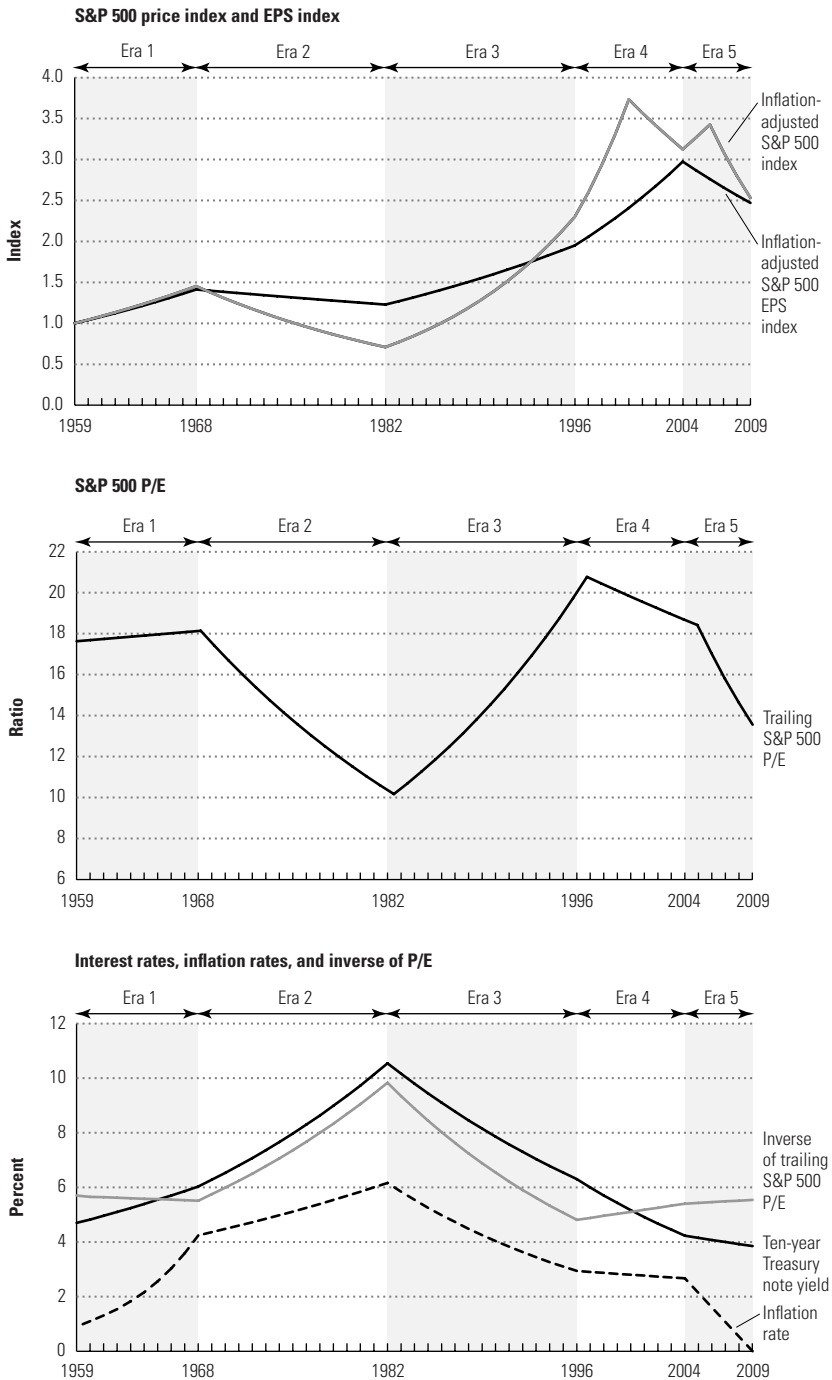 S&P 500 price index and EPS index
Era 1 Era 2 Era 3 Era 4 Era 5
4.0
3.5
3.0
2.5
2.0
1.5
1.0
0.5
0.0
Index
1959 1968 1982 1996 2004 2009
Inflation-
adjusted
S&P 500
index
Inflation-
adjusted
S&P 500
EPS
index
S&P 500 P/E
Era 1 Era 2 Era 3 Era 4 Era 5
22
20
18
16
14
12
10
8
6
Ratio
1959 1968 1982 1996 2004 2009
Trailing
S&P 500
P/E
Interest rates, inflation rates, and inverse of P/E
Era 1 Era 2 Era 3 Era 4 Era 5
12
10
8
6
4
2
0
Percent
1959 1968 1982 1996 2004 2009
Inverse
of trailing
S&P 500
P/E
Ten-year
Treasury
note yield
Inflation
rate